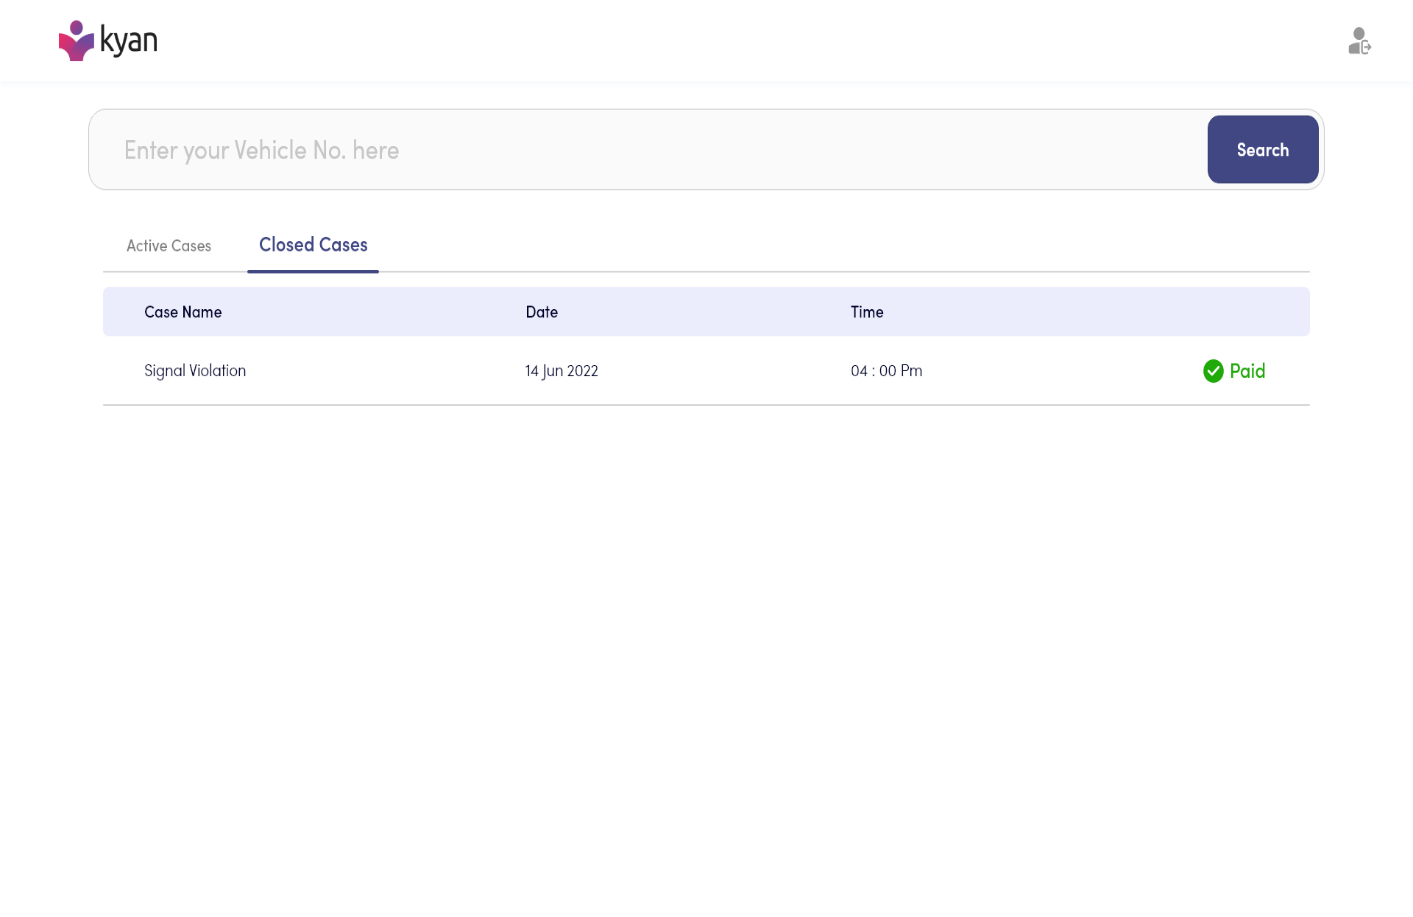 kyan
Enter your Vehicle No. here
Search
Active Cases Closed Cases
Case Name Date Time
Signal Violation 14 Jun 2022 04 : 00 Pm Paid